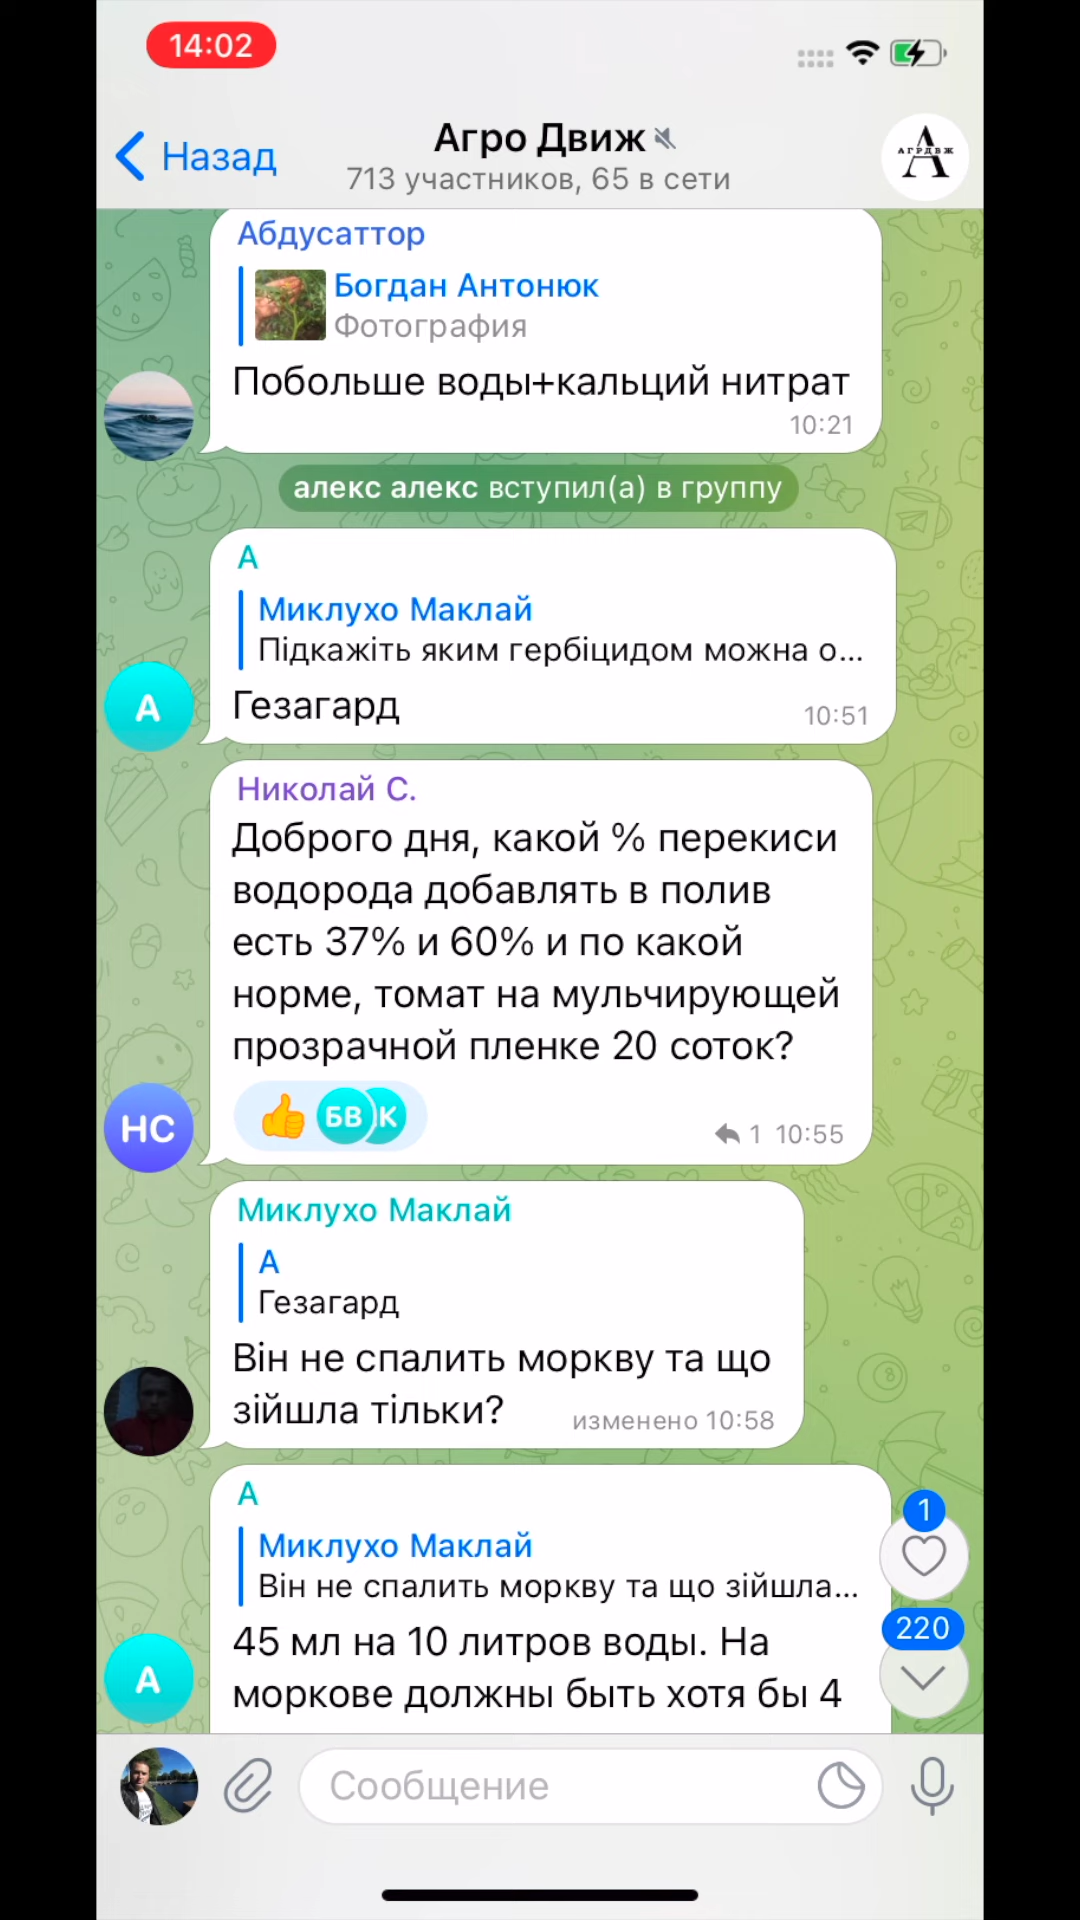 14:02
Назад
Агро Движ
713 участников, 65 в сети
А
АГРДВЖ
Абдусаттор
Богдан Антонюк
Фотография
Побольше воды+кальций нитрат
10:21
алекс алекс вступил(а) в группу
А
Миклухо Маклай
Підкажіть яким гербіцидом можна о...
Гезагард
10:51
А
Николай С.
Доброго дня, какой % перекиси
водорода добавлять в полив
есть 37% и 60% и по какой
норме, томат на мульчирующей
прозрачной пленке 20 соток?
👍 БВ К
1 10:55
НС
Миклухо Маклай
А
Гезагард
Він не спалить моркву та що
зійшла тільки?
изменено 10:58
А
Миклухо Маклай
Він не спалить моркву та що зійшла...
45 мл на 10 литров воды. На
моркове должны быть хотя бы 4
А
1
220
Сообщение